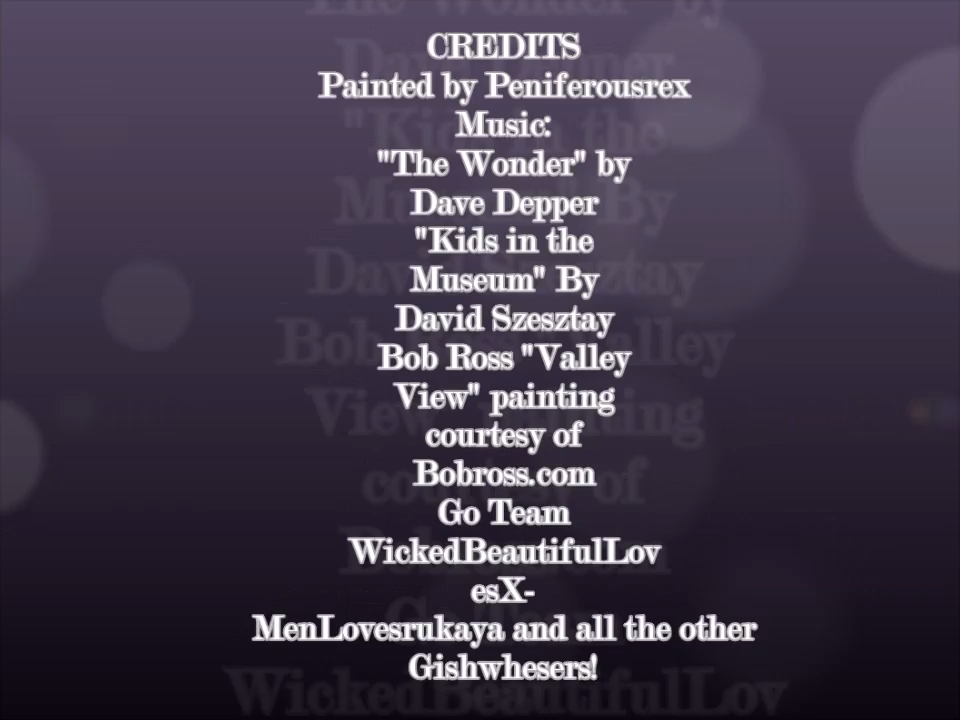 CREDITS
Painted by Peniferousrex
Music:
"The Wonder" by
Dave Depper
"Kids in the
Museum" By
David Szesztay
Bob Ross "Valley
View" painting
courtesy of
Bobross.com
Go Team
WickedBeautifulLov
esX-
MenLovesrukaya and all the other
Gishwhesers!